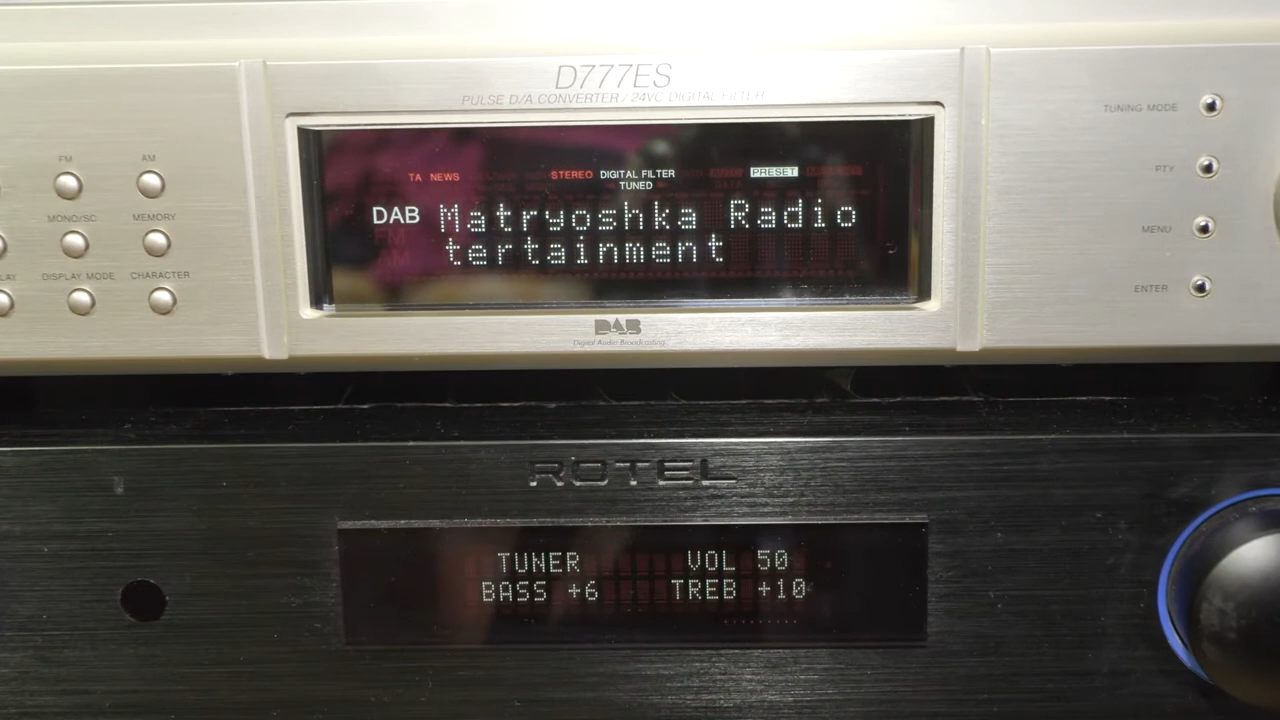 D777ES
PULSE D/A CONVERTER / 24VC DIGITAL FILTER
FM AM
TUNING MODE
TA NEWS STEREO DIGITAL FILTER PRESET
TUNED
PTY
DAB Matryoshka Radio
tertainment
MONO/SC MEMORY
MENU
LAY DISPLAY MODE CHARACTER
ENTER
DAB
Digital Audio Broadcasting
ROTEL
TUNER VOL 50
BASS +6 TREB +10